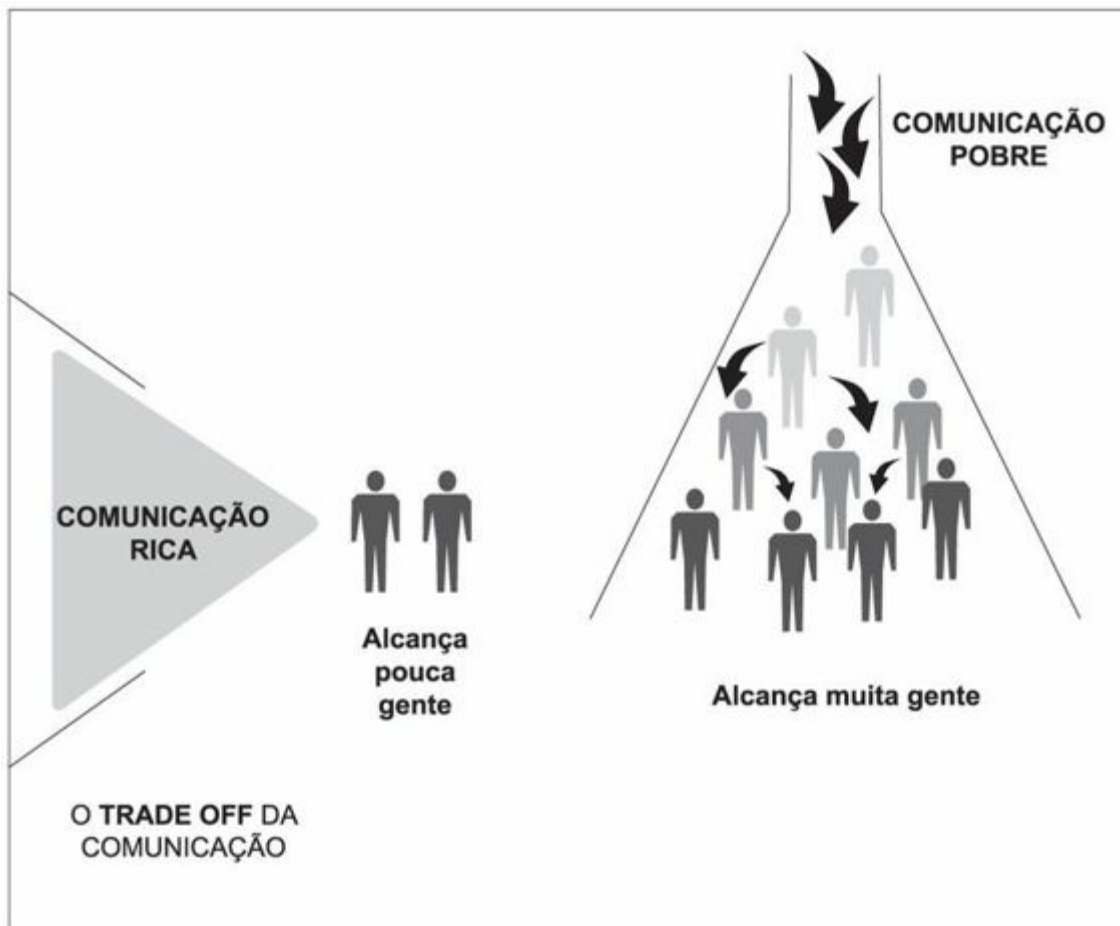 COMUNICAÇÃO
POBRE
COMUNICAÇÃO
RICA
Alcança
pouca
gente
Alcança muita gente
O TRADE OFF DA
COMUNICAÇÃO